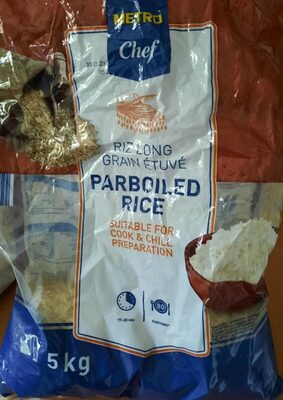 METRO
Chef
RIZ LONG
GRAIN ÉTUVÉ
PARBOILED
RICE
SUITABLE FOR
COOK & CHILL
PREPARATION
5 kg